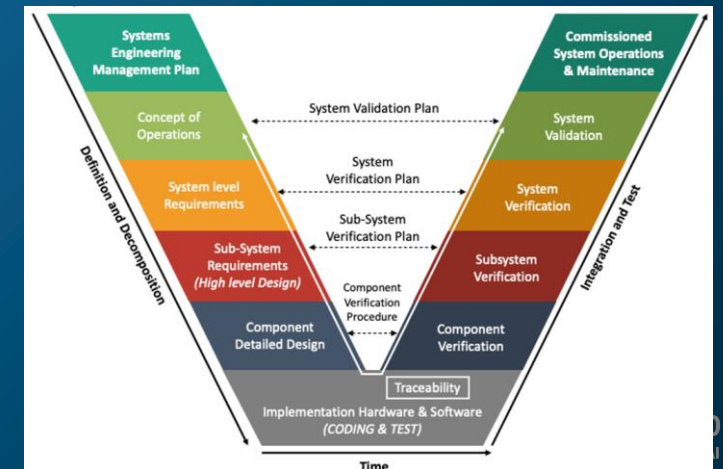 Systems
Engineering
Management Plan
Commissioned
System Operations
& Maintenance
System Validation Plan
Concept of
Operations
System
Validation
System
Verification Plan
System level
Requirements
System
Verification
Definition and Decomposition
Integration and Test
Sub-System
Verification Plan
Sub-System
Requirements
(High level Design)
Subsystem
Verification
Component
Verification
Procedure
Component
Detailed Design
Component
Verification
Traceability
Implementation Hardware & Software
(CODING & TEST)
Time